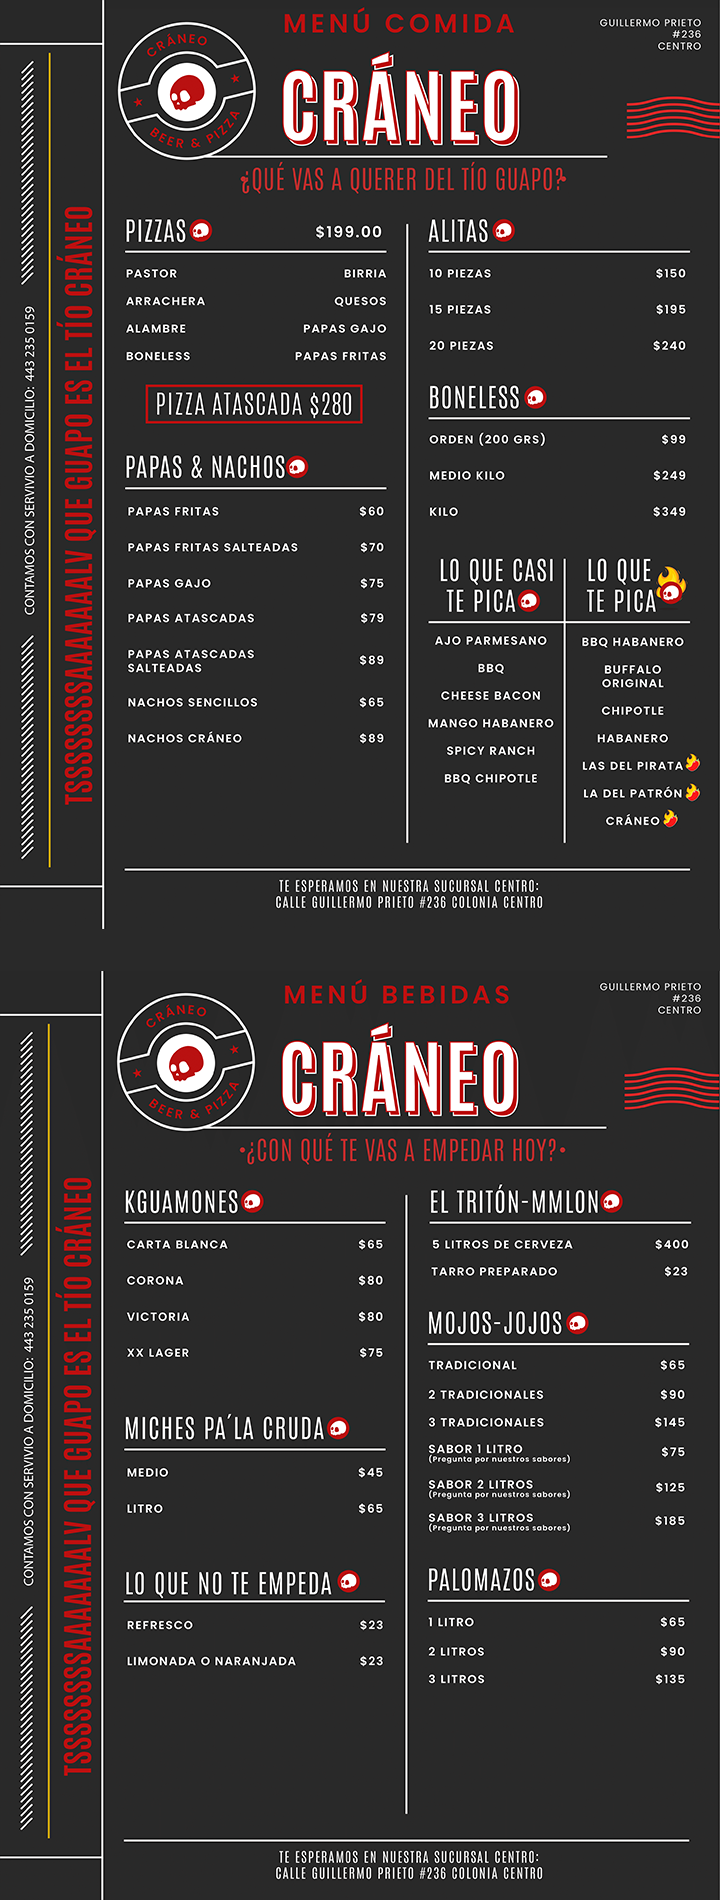 MENÚ COMIDA
GUILLERMO PRIETO
#236
CENTRO
CRÁNEO
BEER & PIZZA
CRÁNEO
¿QUÉ VAS A QUERER DEL TÍO GUAPO?
CONTAMOS CON SERVIVIO A DOMICILIO: 443 235 0159
TSSSSSSSSAAAAAAALV QUE GUAPO ES EL TÍO CRÁNEO
PIZZAS $199.00
PASTOR BIRRIA
ARRACHERA QUESOS
ALAMBRE PAPAS GAJO
BONELESS PAPAS FRITAS
PIZZA ATASCADA $280
PAPAS & NACHOS
PAPAS FRITAS $60
PAPAS FRITAS SALTEADAS $70
PAPAS GAJO $75
PAPAS ATASCADAS $79
PAPAS ATASCADAS
SALTEADAS $89
NACHOS SENCILLOS $65
NACHOS CRÁNEO $89
ALITAS
10 PIEZAS $150
15 PIEZAS $195
20 PIEZAS $240
BONELESS
ORDEN (200 GRS) $99
MEDIO KILO $249
KILO $349
LO QUE CASI
TE PICA
AJO PARMESANO
BBQ
CHEESE BACON
MANGO HABANERO
SPICY RANCH
BBQ CHIPOTLE
LO QUE
TE PICA
BBQ HABANERO
BUFFALO
ORIGINAL
CHIPOTLE
HABANERO
LAS DEL PIRATA
LA DEL PATRÓN
CRÁNEO
TE ESPERAMOS EN NUESTRA SUCURSAL CENTRO:
CALLE GUILLERMO PRIETO #236 COLONIA CENTRO
MENÚ BEBIDAS
GUILLERMO PRIETO
#236
CENTRO
CRÁNEO
BEER & PIZZA
CRÁNEO
•¿CON QUÉ TE VAS A EMPEDAR HOY?•
CONTAMOS CON SERVIVIO A DOMICILIO: 443 235 0159
TSSSSSSSSAAAAAAALV QUE GUAPO ES EL TÍO CRÁNEO
KGUAMONES
CARTA BLANCA $65
CORONA $80
VICTORIA $80
XX LAGER $75
MICHES PA´LA CRUDA
MEDIO $45
LITRO $65
LO QUE NO TE EMPEDA
REFRESCO $23
LIMONADA O NARANJADA $23
EL TRITÓN-MMLON
5 LITROS DE CERVEZA $400
TARRO PREPARADO $23
MOJOS-JOJOS
TRADICIONAL $65
2 TRADICIONALES $90
3 TRADICIONALES $145
SABOR 1 LITRO $75
(Pregunta por nuestros sabores)
SABOR 2 LITROS $125
(Pregunta por nuestros sabores)
SABOR 3 LITROS $185
(Pregunta por nuestros sabores)
PALOMAZOS
1 LITRO $65
2 LITROS $90
3 LITROS $135
TE ESPERAMOS EN NUESTRA SUCURSAL CENTRO:
CALLE GUILLERMO PRIETO #236 COLONIA CENTRO